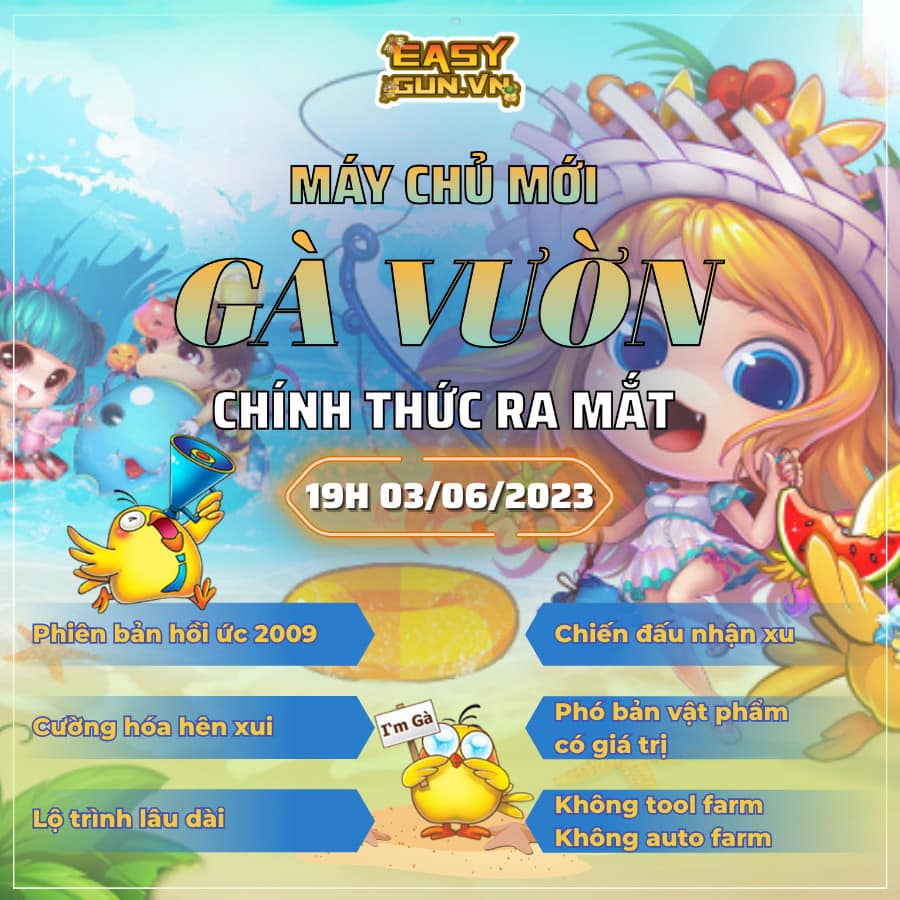 EASY
GUN.VN
MÁY CHỦ MỚI
GÀ VƯỜN
CHÍNH THỨC RA MẮT
19H 03/06/2023
Phiên bản hồi ức 2009
Chiến đấu nhận xu
Cường hóa hên xui
I'm Gà
Phó bản vật phẩm
có giá trị
Lộ trình lâu dài
Không tool farm
Không auto farm